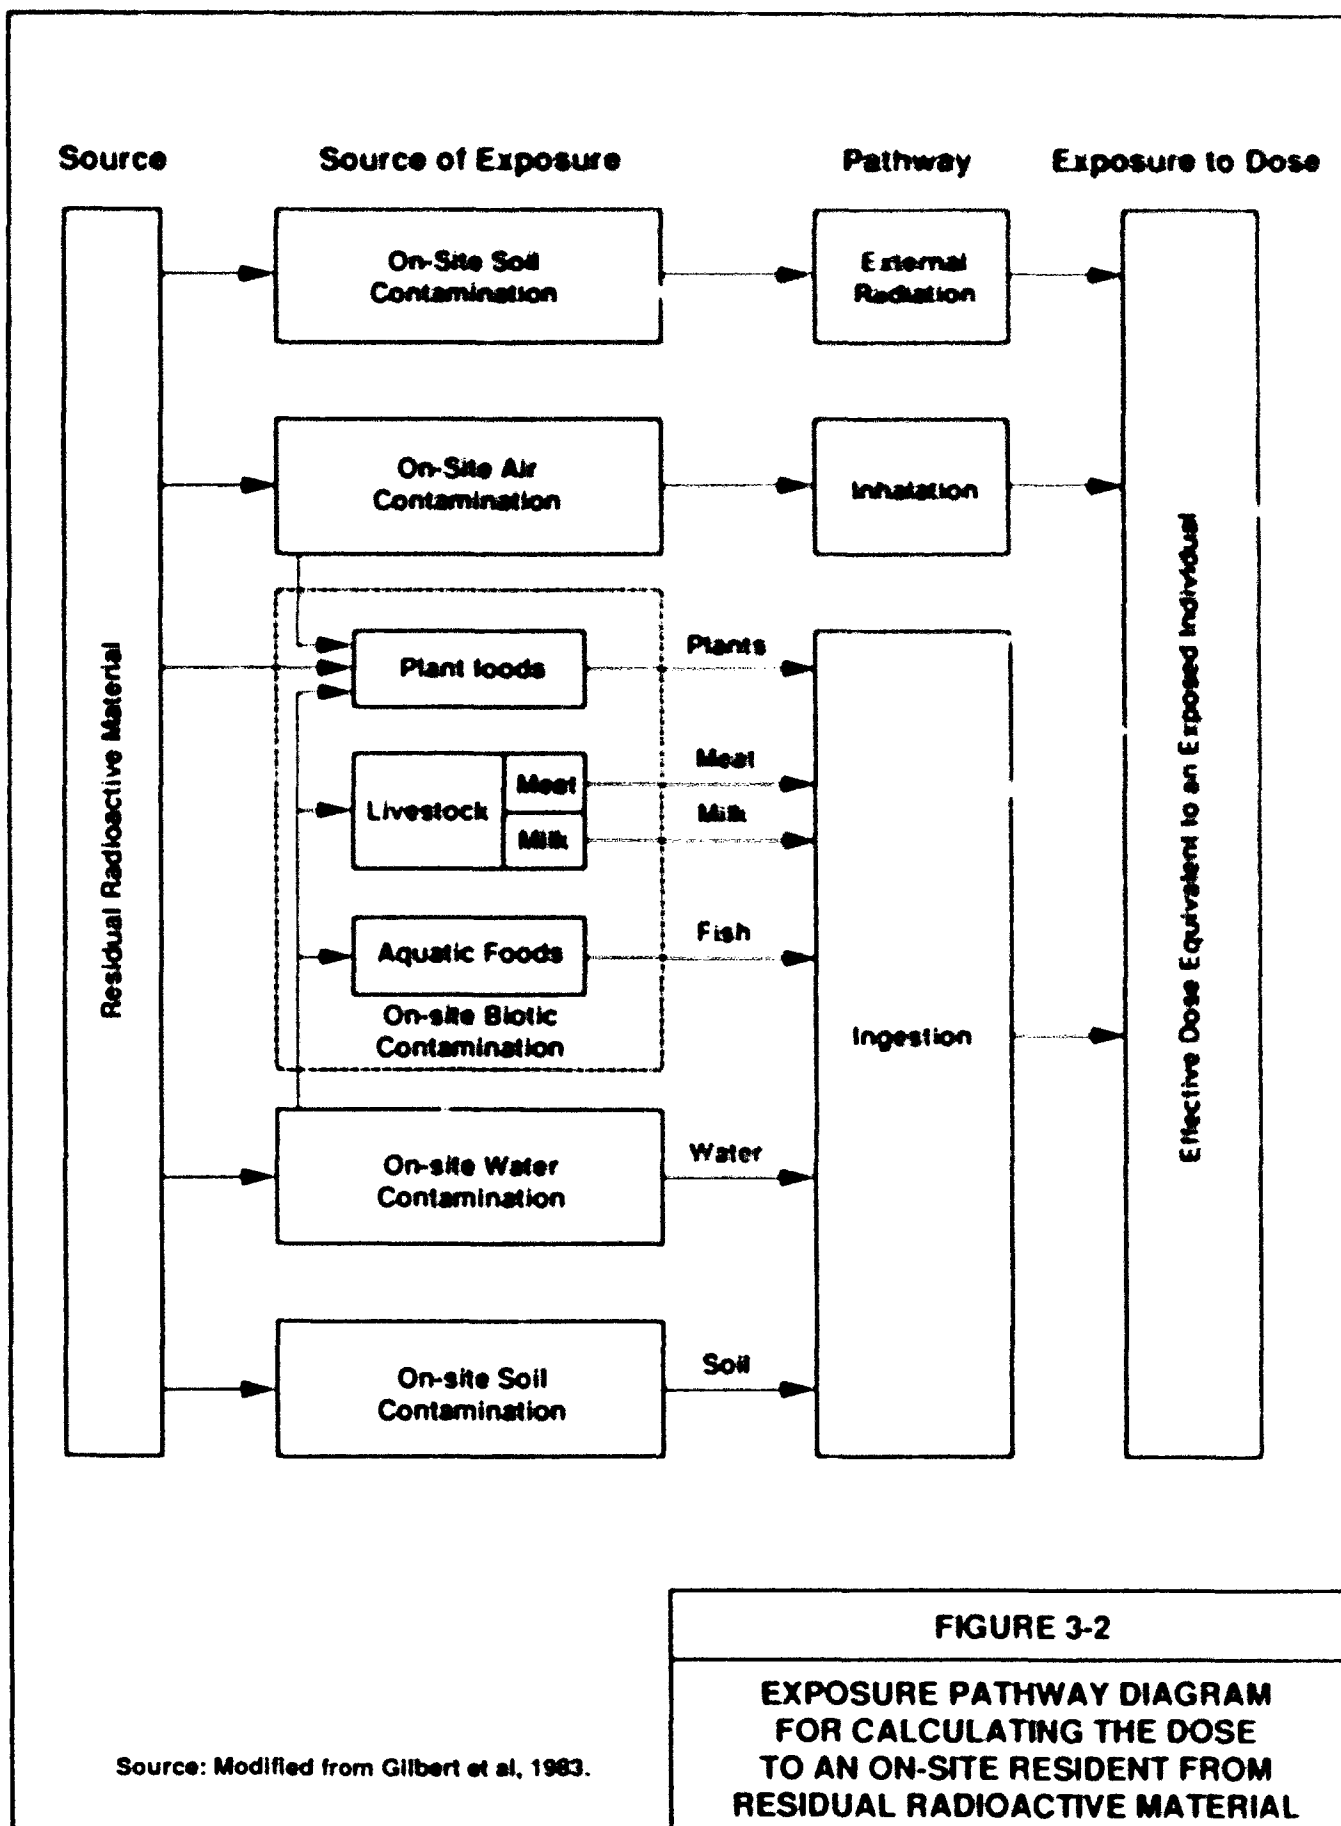 Source
Source of Exposure
Pathway
Exposure to Dose
Residual Radioactive Material
On-Site Soil
Contamination
External
Radiation
On-Site Air
Contamination
Inhalation
Plant foods
Plants
Livestock
Meat
Milk
Meat
Milk
Aquatic Foods
Fish
On-site Biotic
Contamination
Ingestion
On-site Water
Contamination
Water
On-site Soil
Contamination
Soil
Effective Dose Equivalent to an Exposed Individual
FIGURE 3-2
EXPOSURE PATHWAY DIAGRAM
FOR CALCULATING THE DOSE
TO AN ON-SITE RESIDENT FROM
RESIDUAL RADIOACTIVE MATERIAL
Source: Modified from Gilbert et al, 1983.